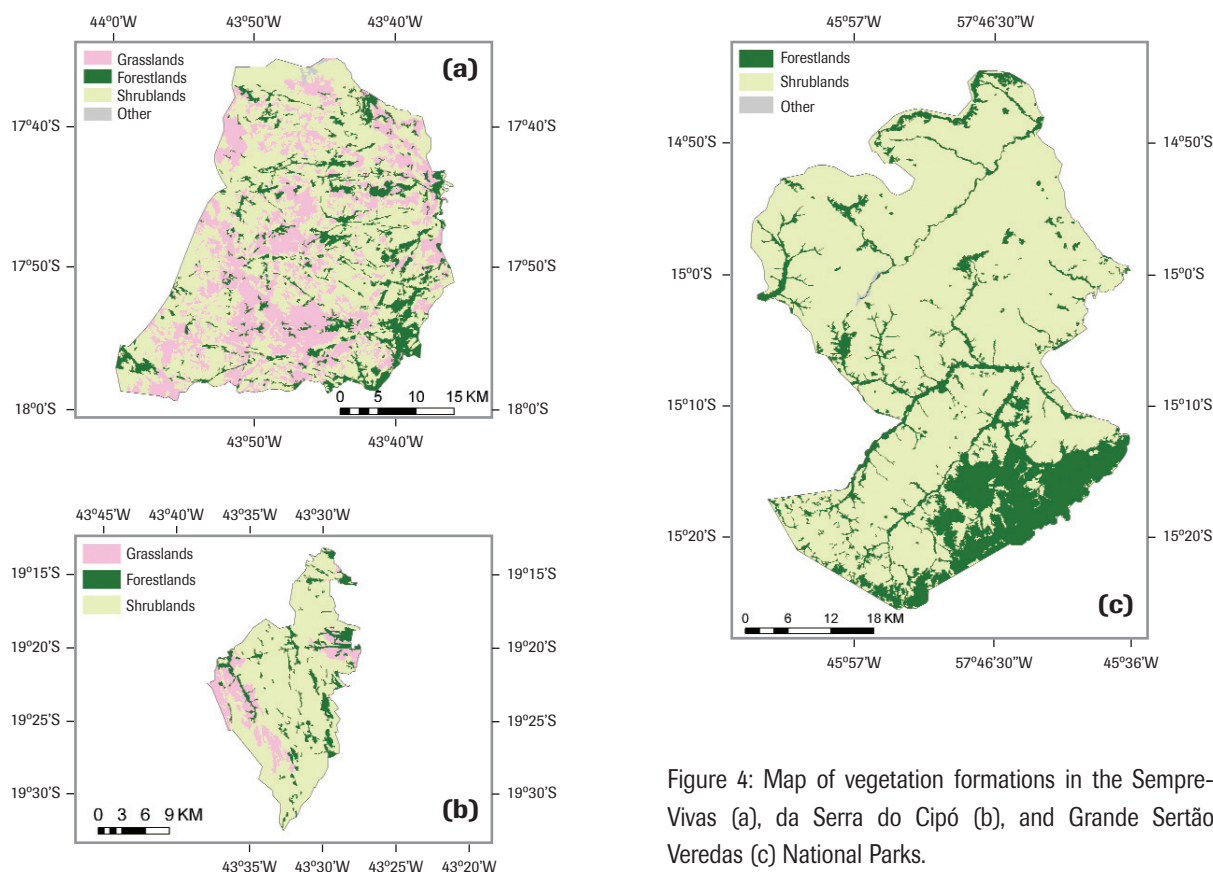 44°0'W 43°50'W 43°40'W
Grasslands
Forestlands
Shrublands
Other
(a)
17°40'S 17°40'S
17°50'S 17°50'S
18°0'S 18°0'S
0 5 10 15 KM
43°50'W 43°40'W
43°45'W 43°40'W 43°35'W 43°30'W
Grasslands
Forestlands
Shrublands
19°15'S 19°15'S
19°20'S 19°20'S
19°25'S 19°25'S
19°30'S 19°30'S
0 3 6 9 KM
(b)
43°35'W 43°30'W 43°25'W 43°20'W
45°57'W 57°46'30'W
Forestlands
Shrublands
Other
14°50'S 14°50'S
15°0'S 15°0'S
15°10'S 15°10'S
15°20'S 15°20'S
(c)
0 6 12 18 KM
45°57'W 57°46'30'W 45°36'W
Figure 4: Map of vegetation formations in the Sempre-
Vivas (a), da Serra do Cipó (b), and Grande Sertão
Veredas (c) National Parks.